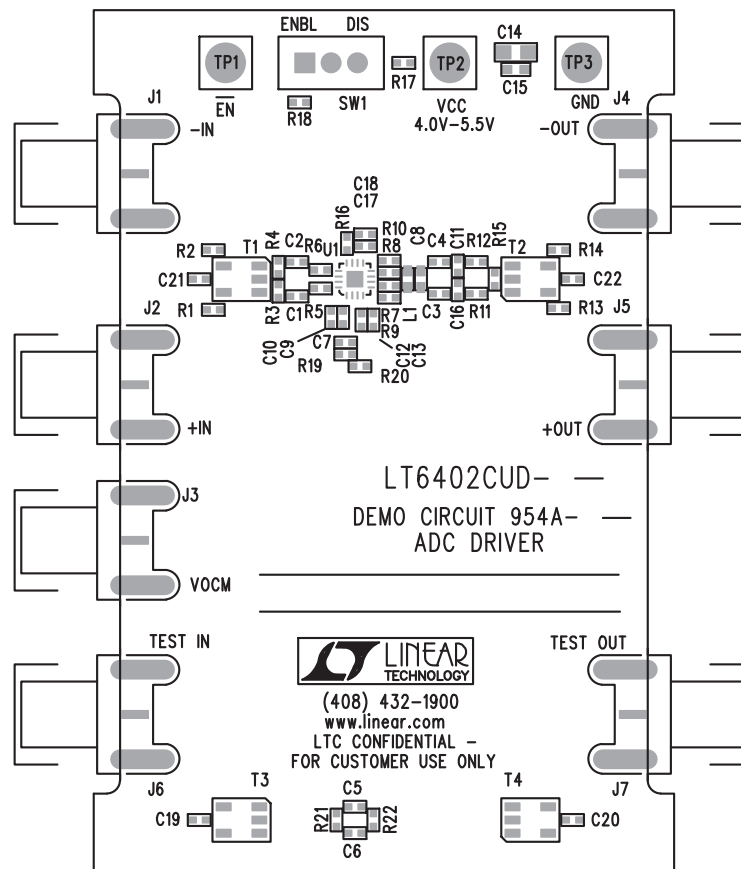 ENBL DIS
C14
TP1
TP2
TP3
R17
C15
J1
EN
R18
SW1
VCC
4.0V-5.5V
GND
J4
-IN
-OUT
C18
C17
R16
R10
R8
C8
C4
C11
R12
R15
T2
R14
R2
T1
R4
C2
R6
U1
C21
C22
R1
R3
C1
R5
R7
R9
L1
C3
C16
R11
R13
J2
J5
C10
C9
C7
C12
C13
R19
R20
+IN
+OUT
LT6402CUD- —
J3
DEMO CIRCUIT 954A- —
ADC DRIVER
VOCM
TEST IN
TEST OUT
LINEAR
TECHNOLOGY
(408) 432-1900
www.linear.com
LTC CONFIDENTIAL -
FOR CUSTOMER USE ONLY
J6
T3
C5
T4
J7
C19
R21
R22
C20
C6